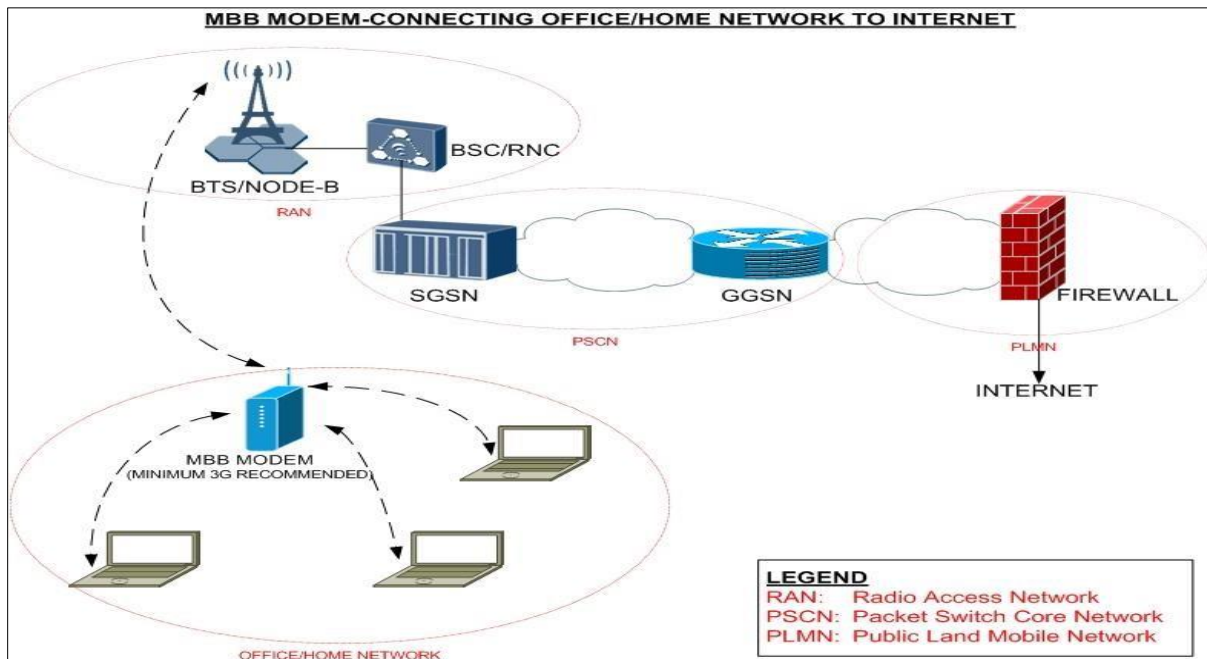 MBB MODEM-CONNECTING OFFICE/HOME NETWORK TO INTERNET
BSC/RNC
BTS/NODE-B
RAN
SGSN
GGSN
FIREWALL
PSCN
PLMN
INTERNET
MBB MODEM
(MINIMUM 3G RECOMMENDED)
OFFICE/HOME NETWORK
LEGEND
RAN: Radio Access Network
PSCN: Packet Switch Core Network
PLMN: Public Land Mobile Network